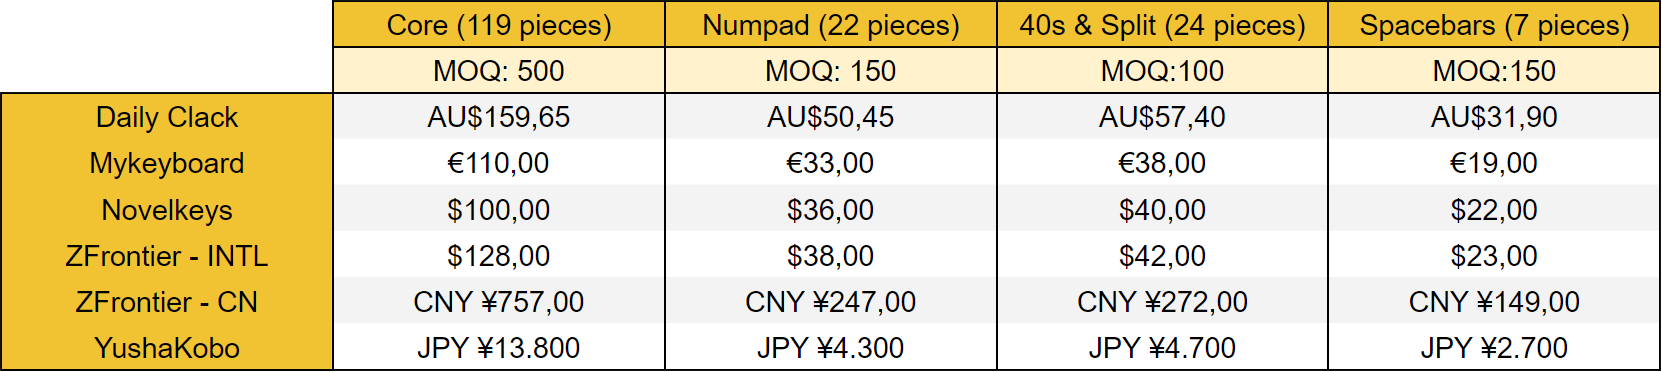 Core (119 pieces) Numpad (22 pieces) 40s & Split (24 pieces) Spacebars (7 pieces)
MOQ: 500 MOQ: 150 MOQ:100 MOQ:150
Daily Clack AU$159,65 AU$50,45 AU$57,40 AU$31,90
Mykeyboard €110,00 €33,00 €38,00 €19,00
Novelkeys $100,00 $36,00 $40,00 $22,00
ZFrontier - INTL $128,00 $38,00 $42,00 $23,00
ZFrontier - CN CNY ¥757,00 CNY ¥247,00 CNY ¥272,00 CNY ¥149,00
YushaKobo JPY ¥13.800 JPY ¥4.300 JPY ¥4.700 JPY ¥2.700